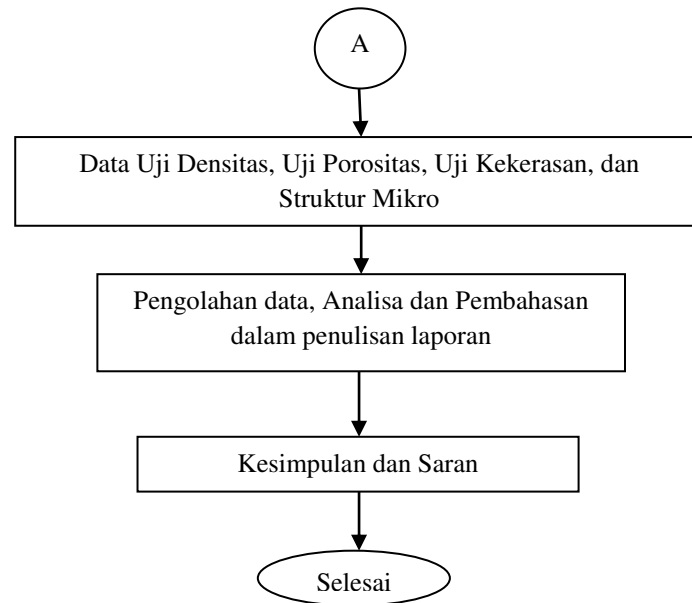 A
Data Uji Densitas, Uji Porositas, Uji Kekerasan, dan
Struktur Mikro
Pengolahan data, Analisa dan Pembahasan
dalam penulisan laporan
Kesimpulan dan Saran
Selesai